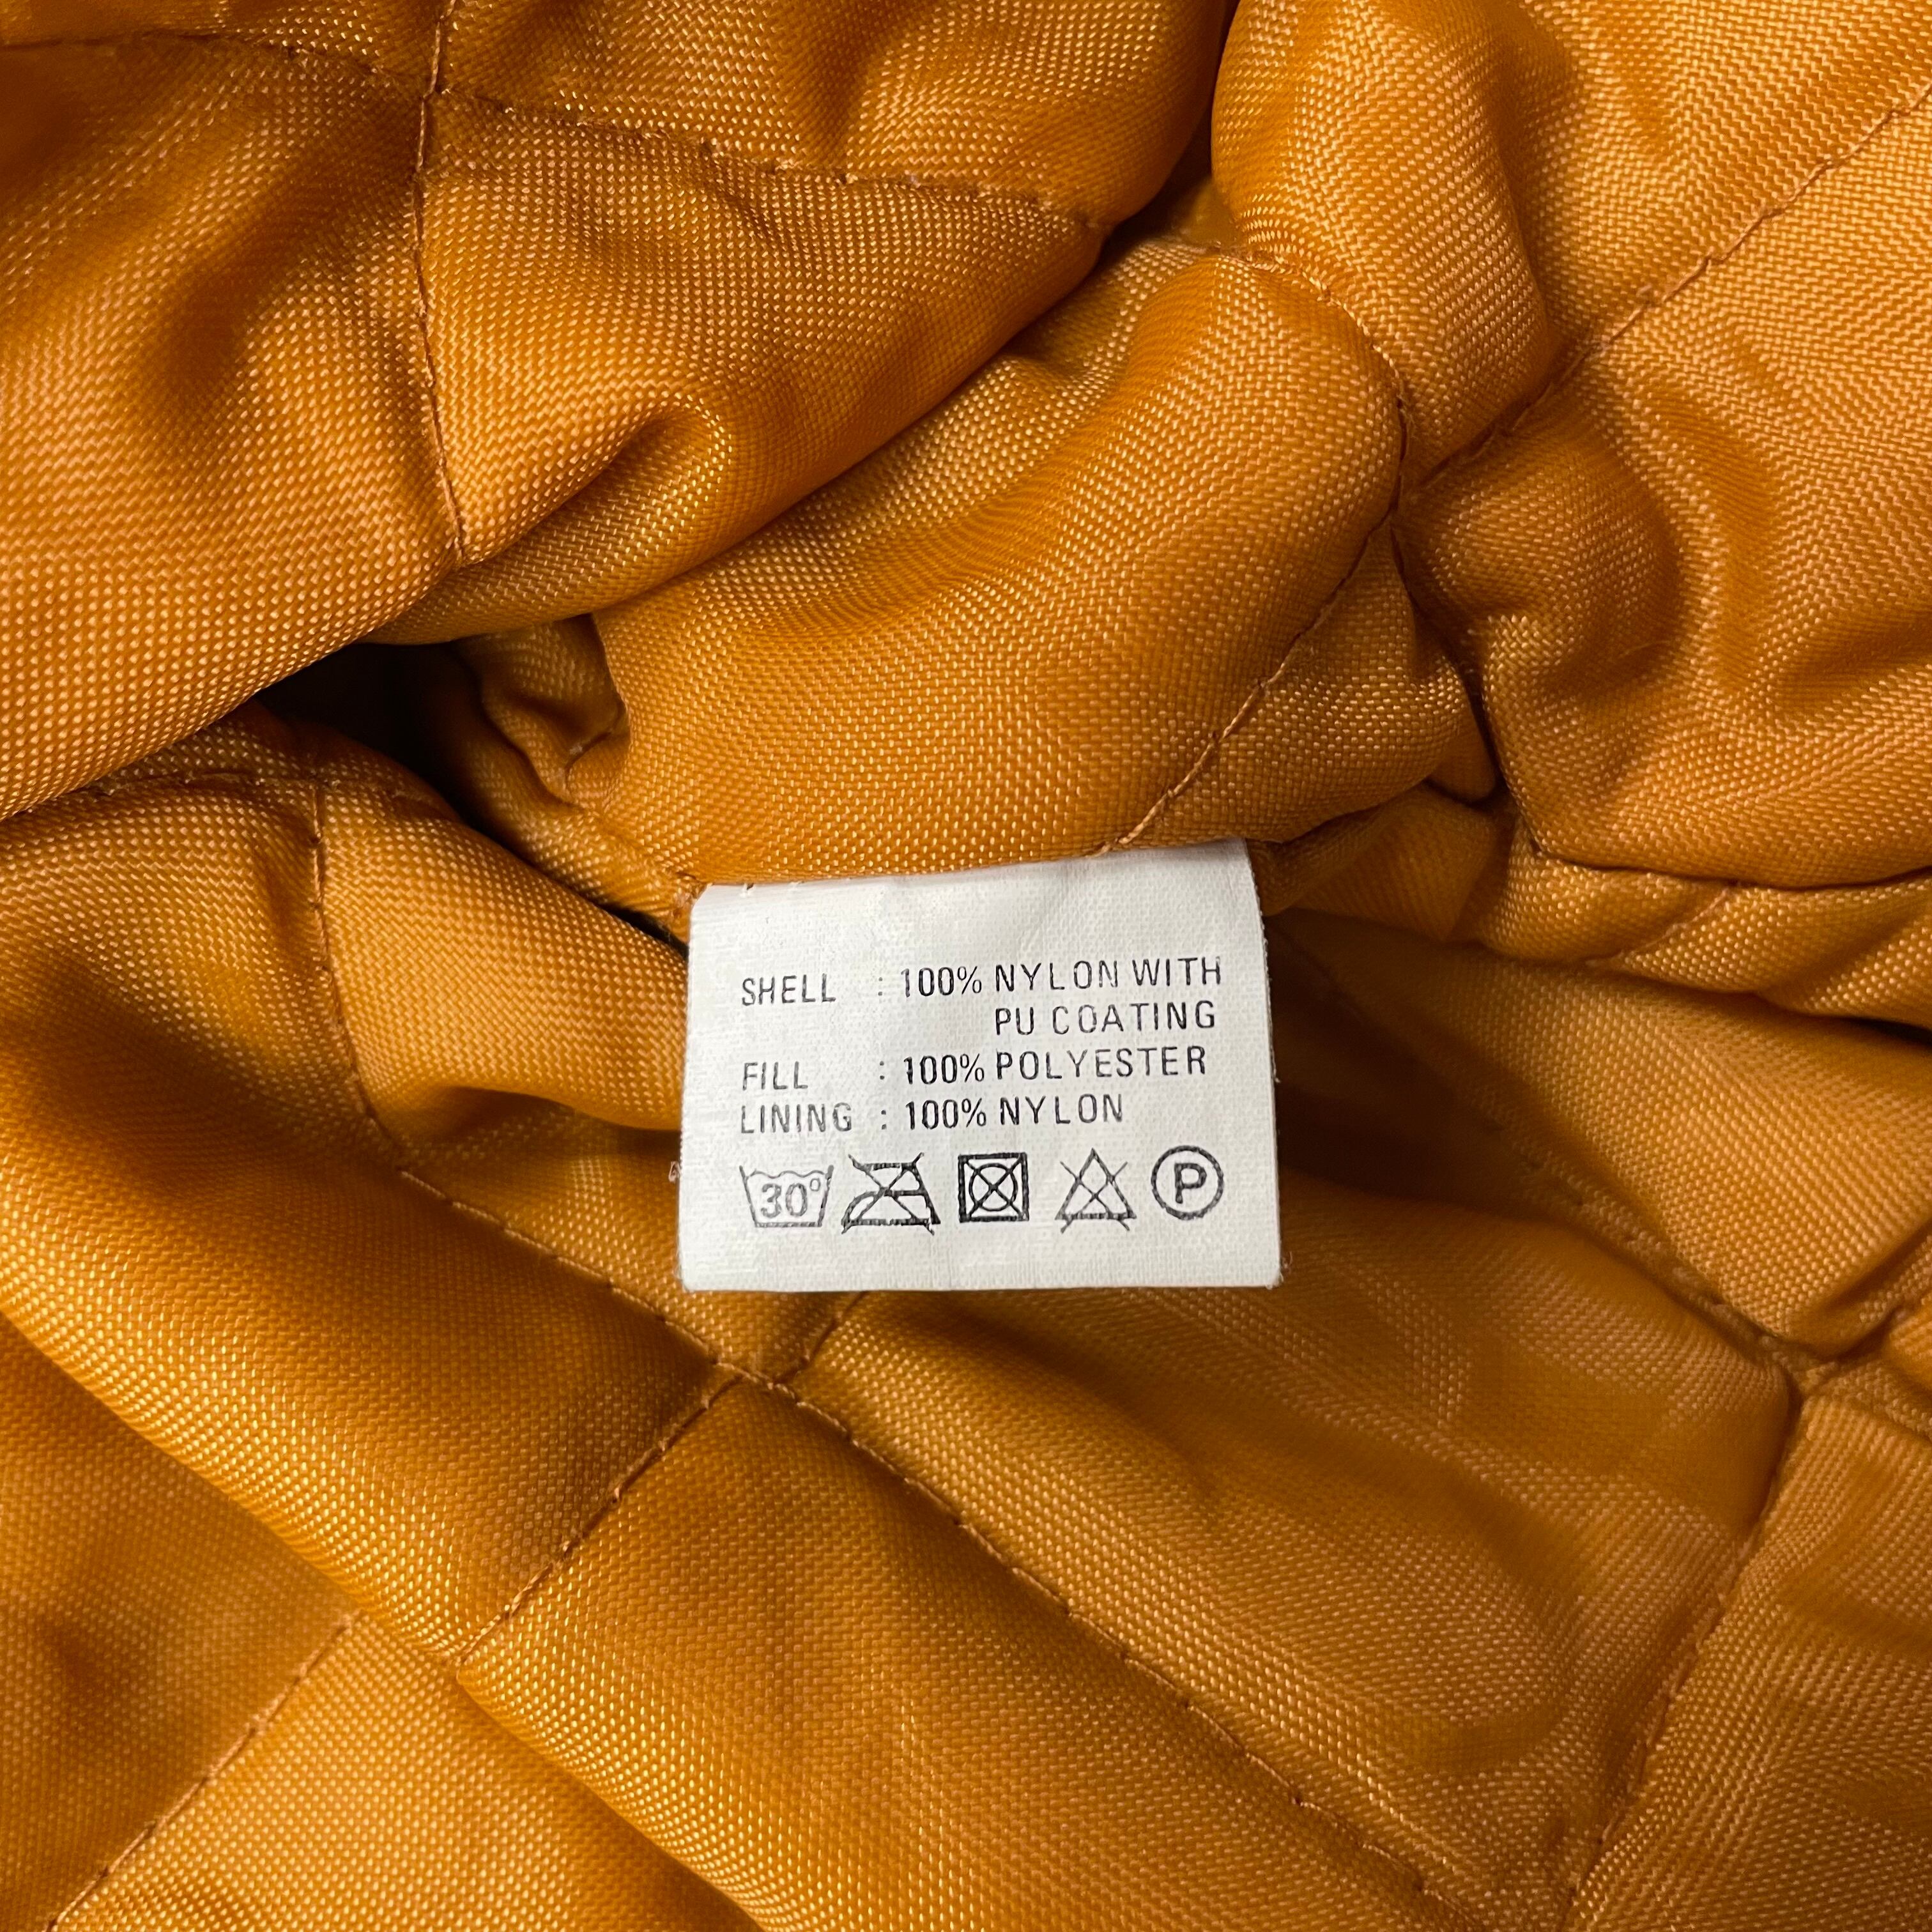 SHELL : 100% NYLON WITH
PU COATING
FILL : 100% POLYESTER
LINING : 100% NYLON
30° P